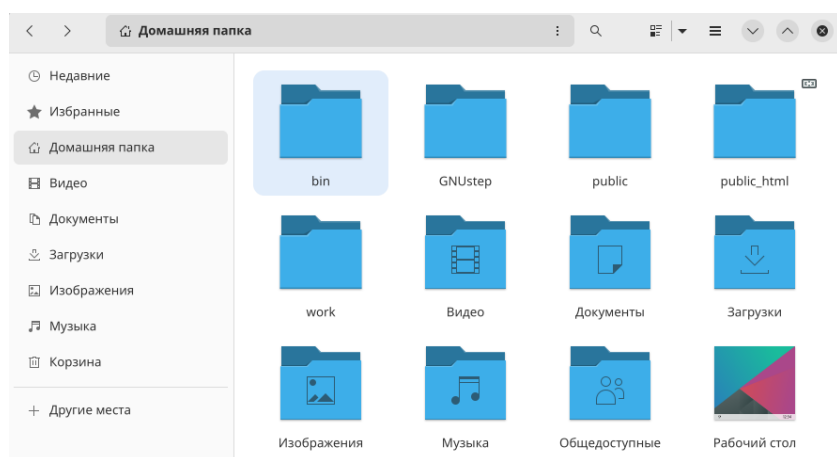 Домашняя папка
Недавние
Избранные
Домашняя папка
Видео
Документы
Загрузки
Изображения
Музыка
Корзина
Другие места
bin GNUstep public public_html
work Видео Документы Загрузки
Изображения Музыка Общедоступные Рабочий стол